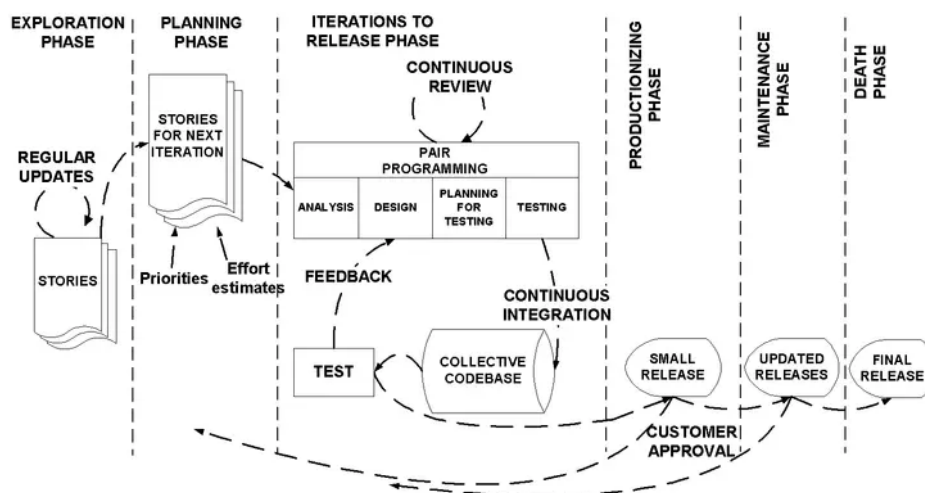 EXPLORATION
PHASE
PLANNING
PHASE
ITERATIONS TO
RELEASE PHASE
PRODUCTIONIZING
PHASE
MAINTENANCE
PHASE
DEATH
PHASE
CONTINUOUS
REVIEW
STORIES
FOR NEXT
ITERATION
REGULAR
UPDATES
PAIR
PROGRAMMING
ANALYSIS
DESIGN
PLANNING
FOR
TESTING
TESTING
STORIES
Priorities
Effort
estimates
FEEDBACK
CONTINUOUS
INTEGRATION
TEST
COLLECTIVE
CODEBASE
SMALL
RELEASE
UPDATED
RELEASES
FINAL
RELEASE
CUSTOMER
APPROVAL